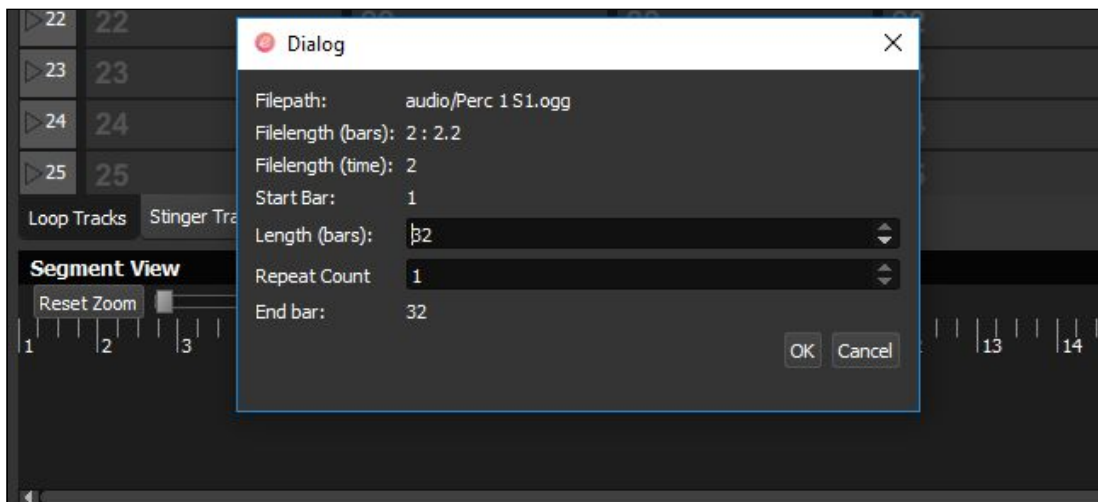 22 22
Dialog
23 23
Filepath: audio/Perc 1 S1.ogg
24 24
Filelength (bars): 2 : 2.2
Filelength (time): 2
25 25
Start Bar: 1
Loop Tracks Stinger Tra
Length (bars): 32
Segment View
Repeat Count 1
Reset Zoom
End bar: 32
1 2 3 13 14
OK Cancel